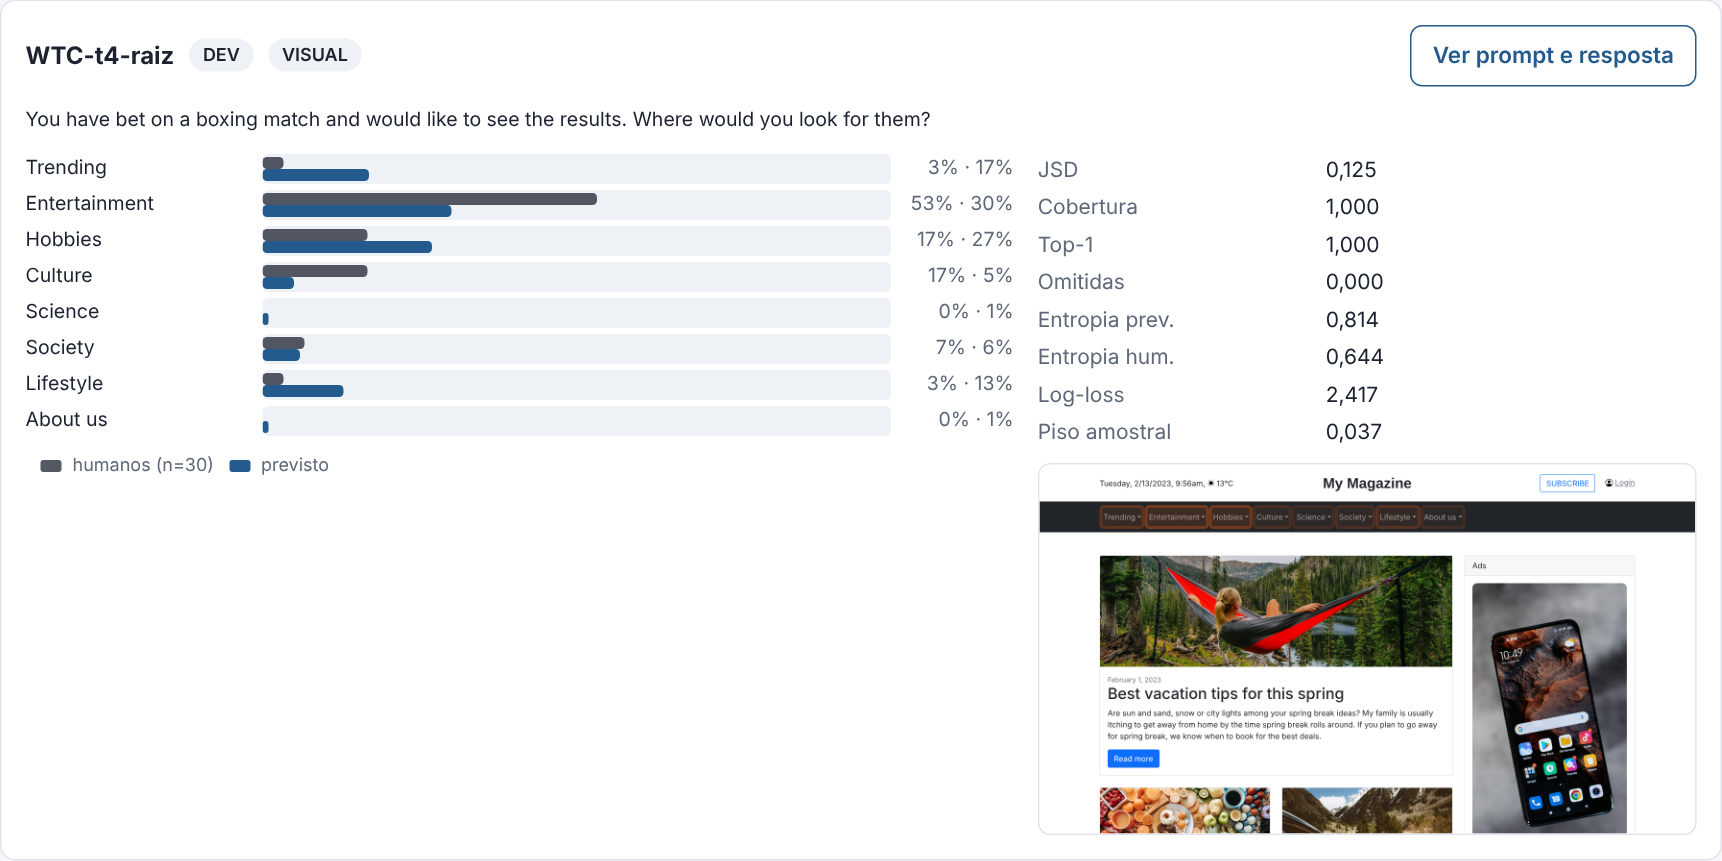 WTC-t4-raiz DEV VISUAL Ver prompt e resposta
You have bet on a boxing match and would like to see the results. Where would you look for them?
Trending 3% · 17%
Entertainment 53% · 30%
Hobbies 17% · 27%
Culture 17% · 5%
Science 0% · 1%
Society 7% · 6%
Lifestyle 3% · 13%
About us 0% · 1%
humanos (n=30) previsto
JSD 0,125
Cobertura 1,000
Top-1 1,000
Omitidas 0,000
Entropia prev. 0,814
Entropia hum. 0,644
Log-loss 2,417
Piso amostral 0,037
Tuesday, 2/13/2023, 9:56am, ☀ 13°C My Magazine SUBSCRIBE Login
Trending Entertainment Hobbies Culture Science Society Lifestyle About us
Ads
February 1, 2023
Best vacation tips for this spring
Are sun and sand, snow or city lights among your spring break ideas? My family is usually
itching to get away from home by the time spring break rolls around. If you plan to go away
for spring break, we know when to book for the best deals.
Read more
10:49